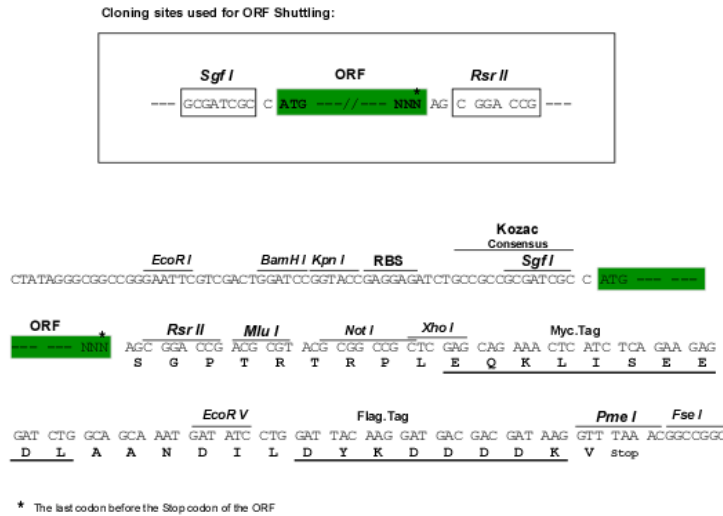 Cloning sites used for ORF Shuttling:
Sgf I ORF Rsr II
*
--- GCGATCGC C ATG ---//--- NNN AG C GGA CCG ---
Kozac
Consensus
EcoR I BamH I Kpn I RBS Sgf I
CTATAGGGCGGCCGGGAATTCGTCGACTGGATCCGGTACCGAGGAGATCTGCCGCCGCGATCGC C ATG --- ---
ORF * Rsr II Mlu I Not I Xho I Myc.Tag
--- --- NNN AGC GGA CCG ACG CGT ACG CGG CCG CTC GAG CAG AAA CTC ATC TCA GAA GAG
S G P T R T R P L E Q K L I S E E
EcoR V Flag.Tag Pme I Fse I
GAT CTG GCA GCA AAT GAT ATC CTG GAT TAC AAG GAT GAC GAC GAT AAG GTT TAA ACGGCCGGC
D L A A N D I L D Y K D D D D K V Stop
* The last codon before the Stop codon of the ORF